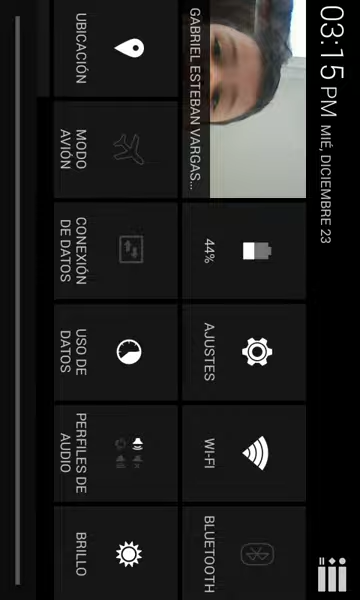 03:15 PM MIÉ, DICIEMBRE 23
GABRIEL ESTEBAN VARGAS...
44%
AJUSTES
WI-FI
BLUETOOTH
UBICACIÓN
MODO
AVIÓN
CONEXIÓN
DE DATOS
USO DE
DATOS
PERFILES DE
AUDIO
BRILLO